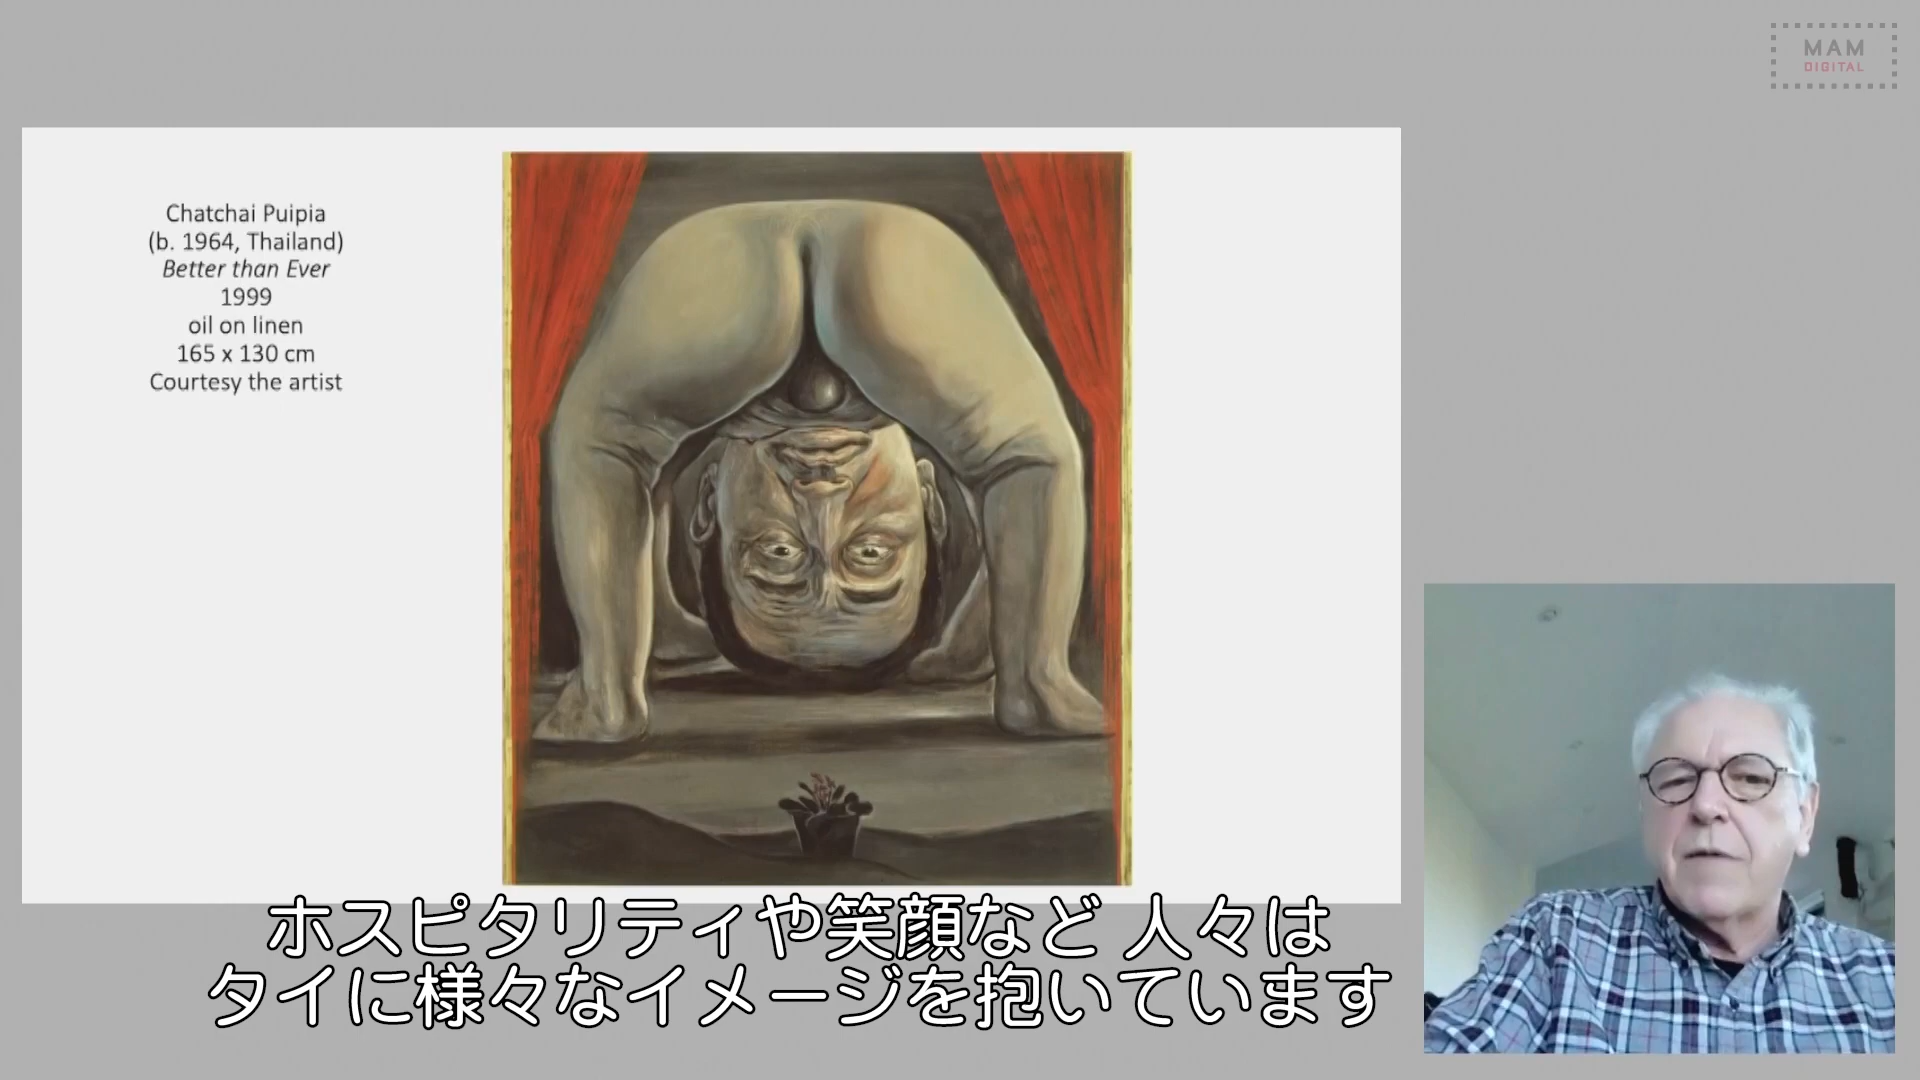 MAM
DIGITAL
Chatchai Puipia
(b. 1964, Thailand)
Better than Ever
1999
oil on linen
165 x 130 cm
Courtesy the artist
ホスピタリティや笑顔など 人々は
タイに様々なイメージを抱いています